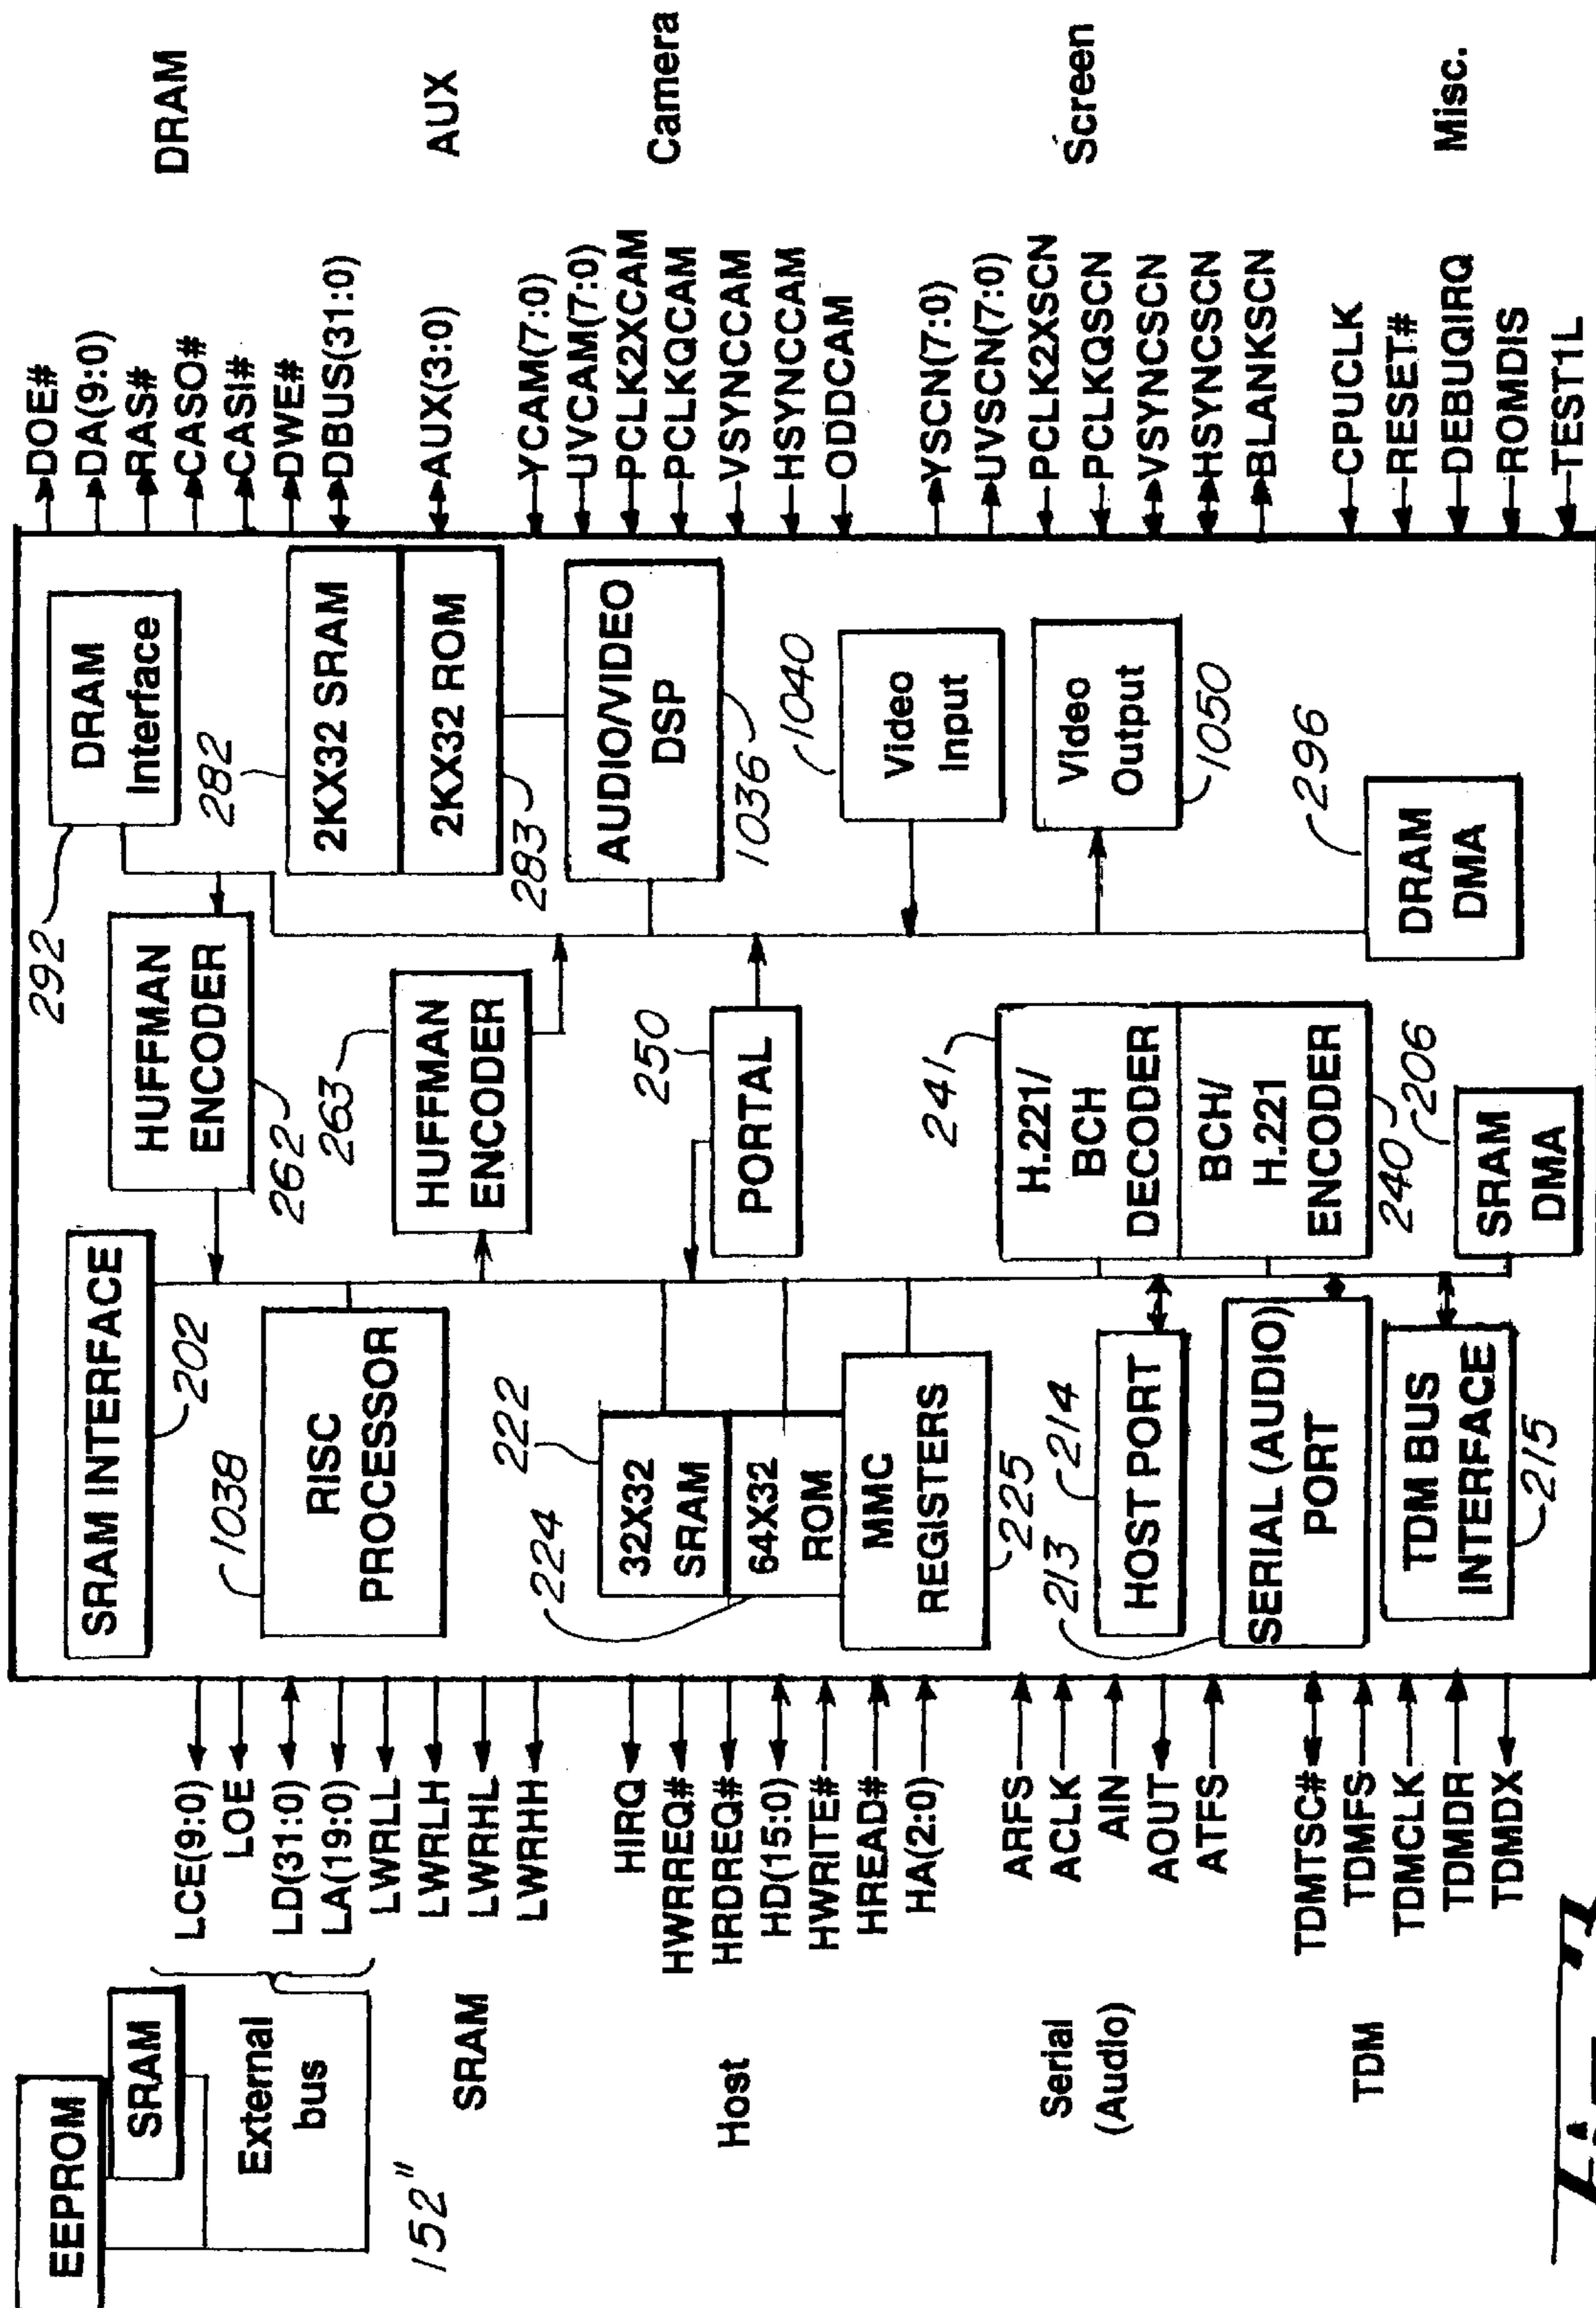 EEPROM
SRAM
External
bus
152"
SRAM
LCE(9:0)
LOE
LD(31:0)
LA(19:0)
LWRLL
LWRLH
LWRHL
LWRHH
Host
HIRQ
HWRREQ#
HRDREQ#
HD(15:0)
HWRITE#
HREAD#
HA(2:0)
Serial
(Audio)
ARFS
ACLK
AIN
AOUT
ATFS
TDM
TDMTSC#
TDMFS
TDMCLK
TDMDR
TDMDX
SRAM INTERFACE
202
1038
RISC
PROCESSOR
222
224
32X32
SRAM
64X32
ROM
MMC
REGISTERS
225
214
HOST PORT
213
SERIAL (AUDIO)
PORT
TDM BUS
INTERFACE
215
292
HUFFMAN
ENCODER
262
263
HUFFMAN
ENCODER
250
PORTAL
241
H.221/
BCH
DECODER
BCH/
H.221
ENCODER
240
206
SRAM
DMA
DRAM
Interface
282
2KX32 SRAM
2KX32 ROM
283
AUDIO/VIDEO
DSP
1036
1040
Video
Input
Video
Output
1050
296
DRAM
DMA
DOE#
DA(9:0)
RAS#
CASO#
CASI#
DWE#
DBUS(31:0)
DRAM
AUX(3:0)
AUX
YCAM(7:0)
UVCAM(7:0)
PCLK2XCAM
PCLKQCAM
VSYNCCAM
HSYNCCAM
ODDCAM
Camera
YSCN(7:0)
UVSCN(7:0)
PCLK2XSCN
PCLKQSCN
VSYNCSCN
HSYNCSCN
BLANKSCN
Screen
CPUCLK
RESET#
DEBUQIRQ
ROMDIS
TEST1L
Misc.